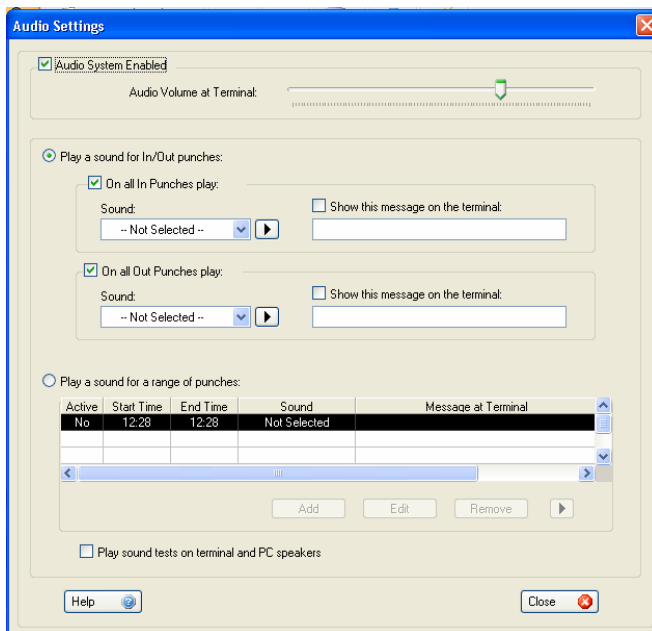 Audio Settings
Audio System Enabled
Audio Volume at Terminal:
Play a sound for In/Out punches:
On all In Punches play:
Sound:
Show this message on the terminal:
-- Not Selected --
On all Out Punches play:
Sound:
Show this message on the terminal:
-- Not Selected --
Play a sound for a range of punches:
Active Start Time End Time Sound Message at Terminal
No 12:28 12:28 Not Selected
Add Edit Remove
Play sound tests on terminal and PC speakers
Help Close